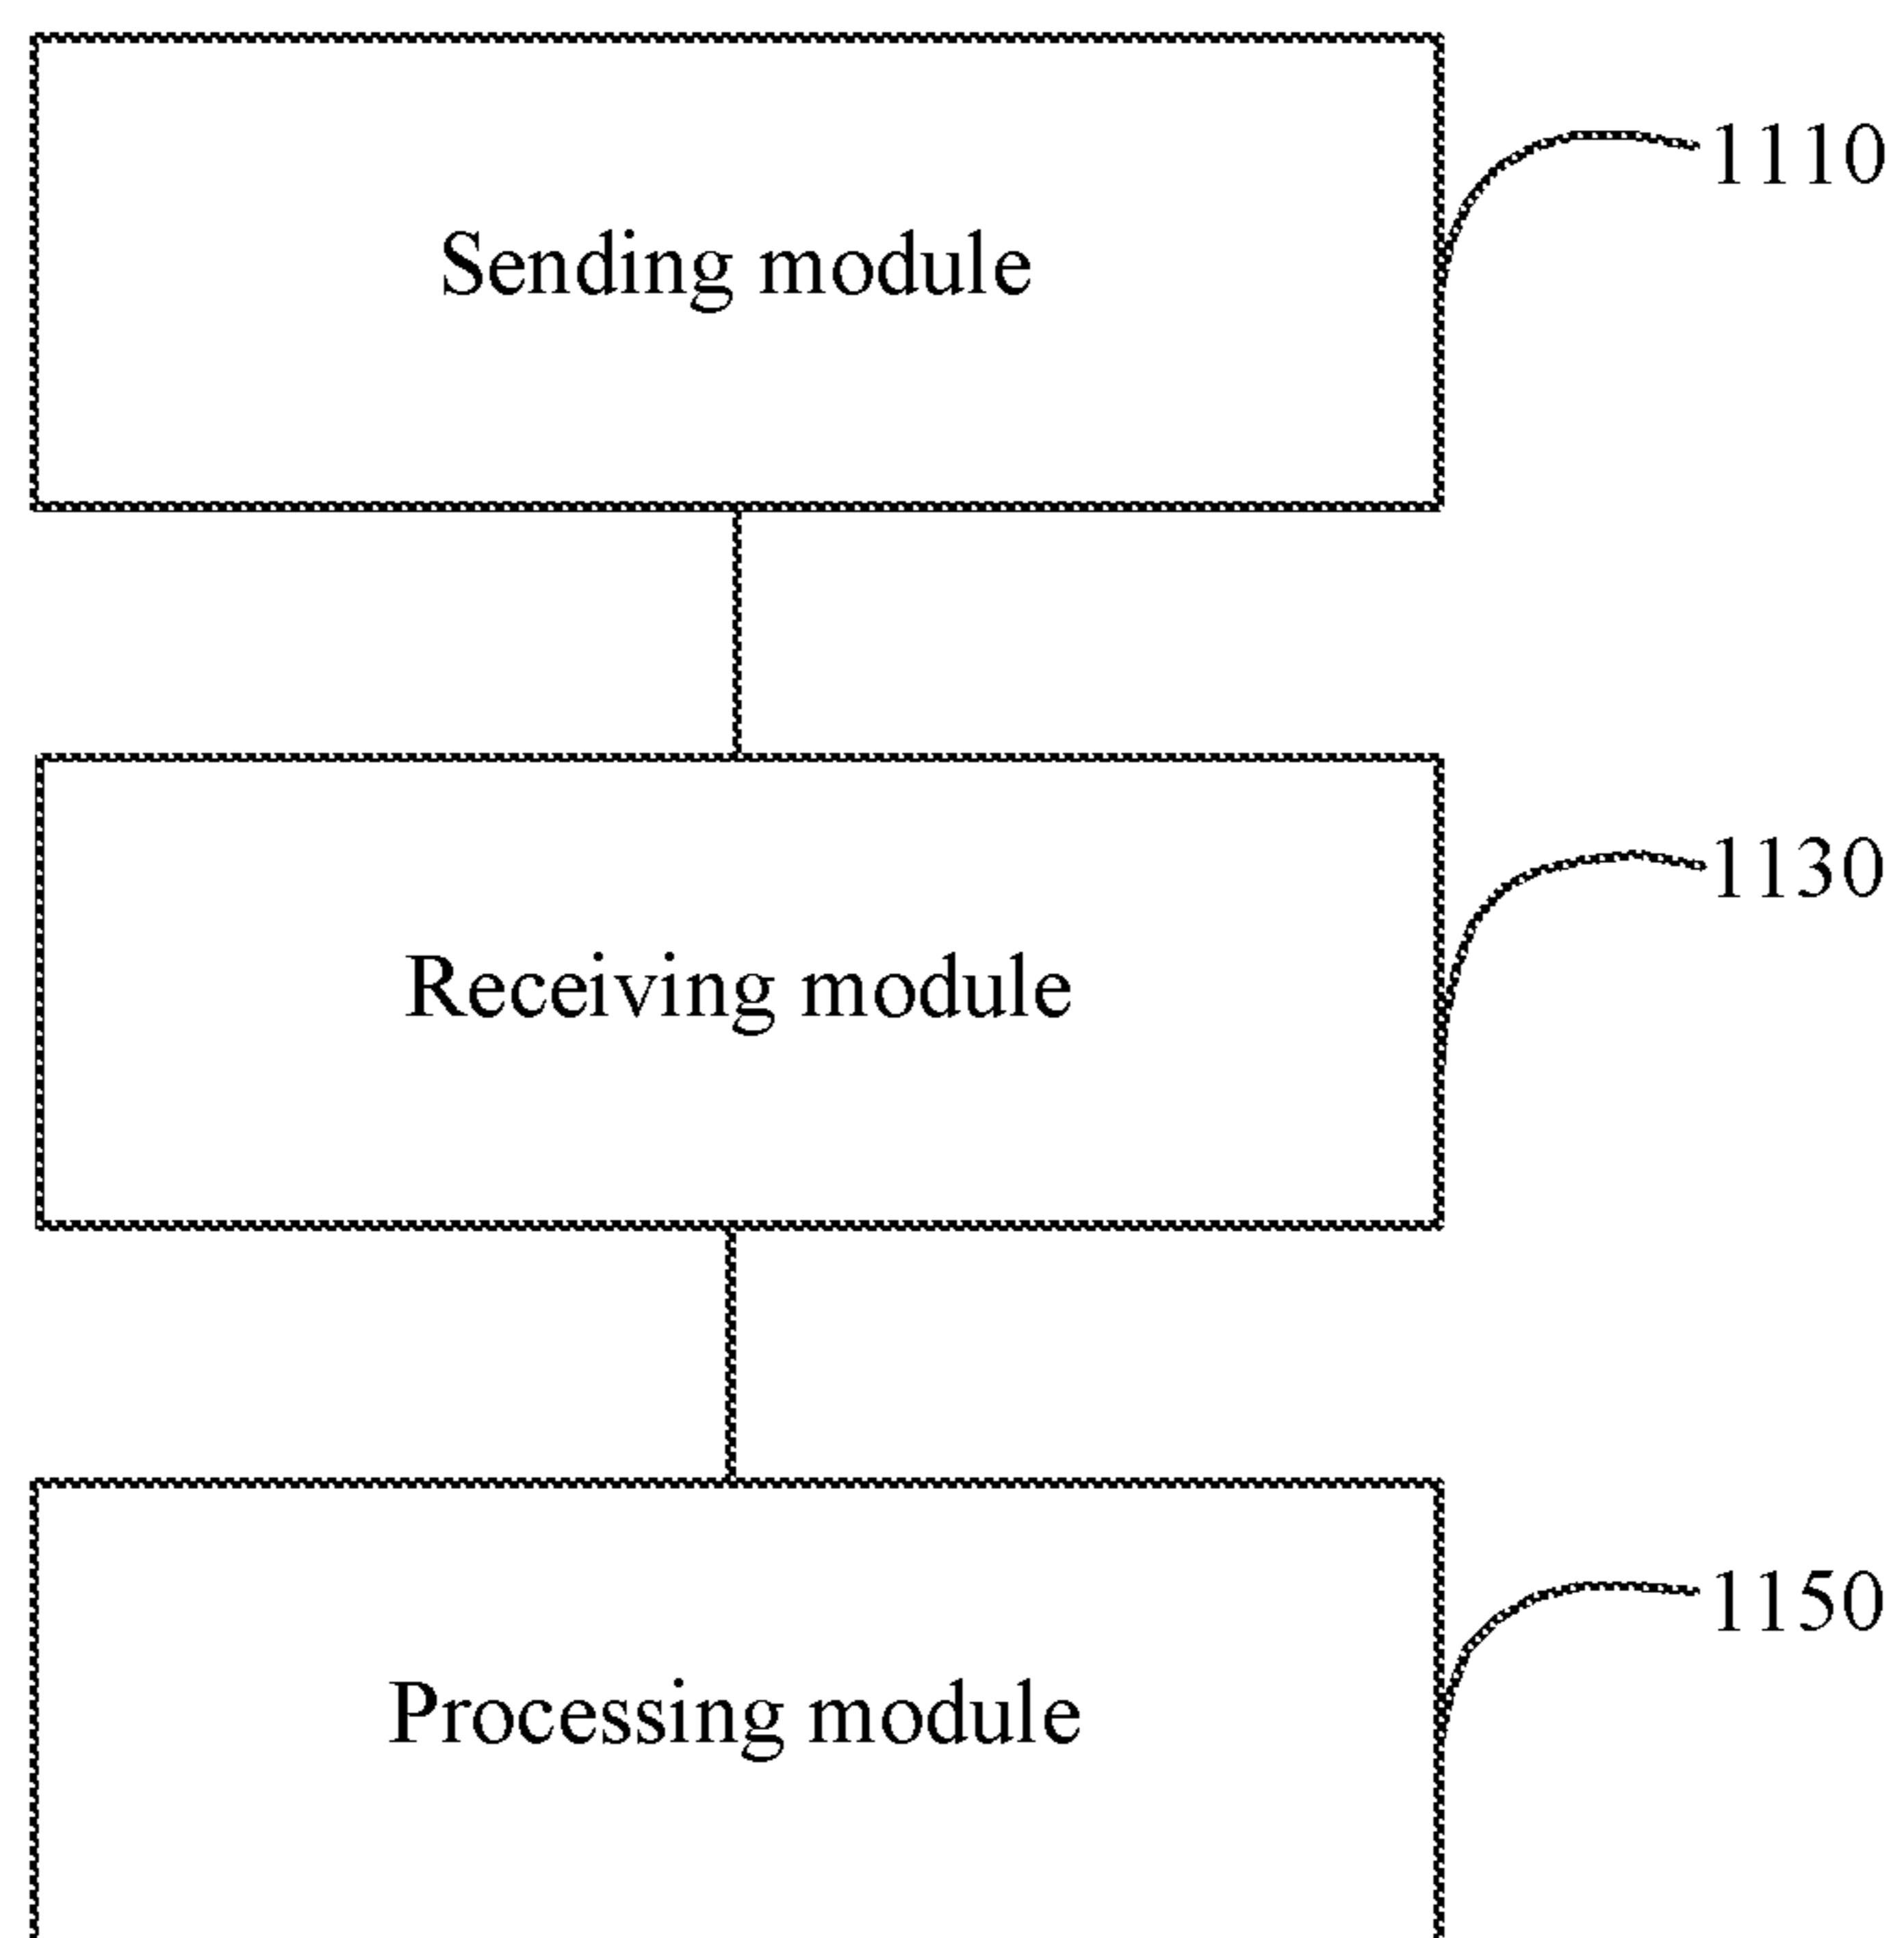 1110
Sending module
1130
Receiving module
1150
Processing module